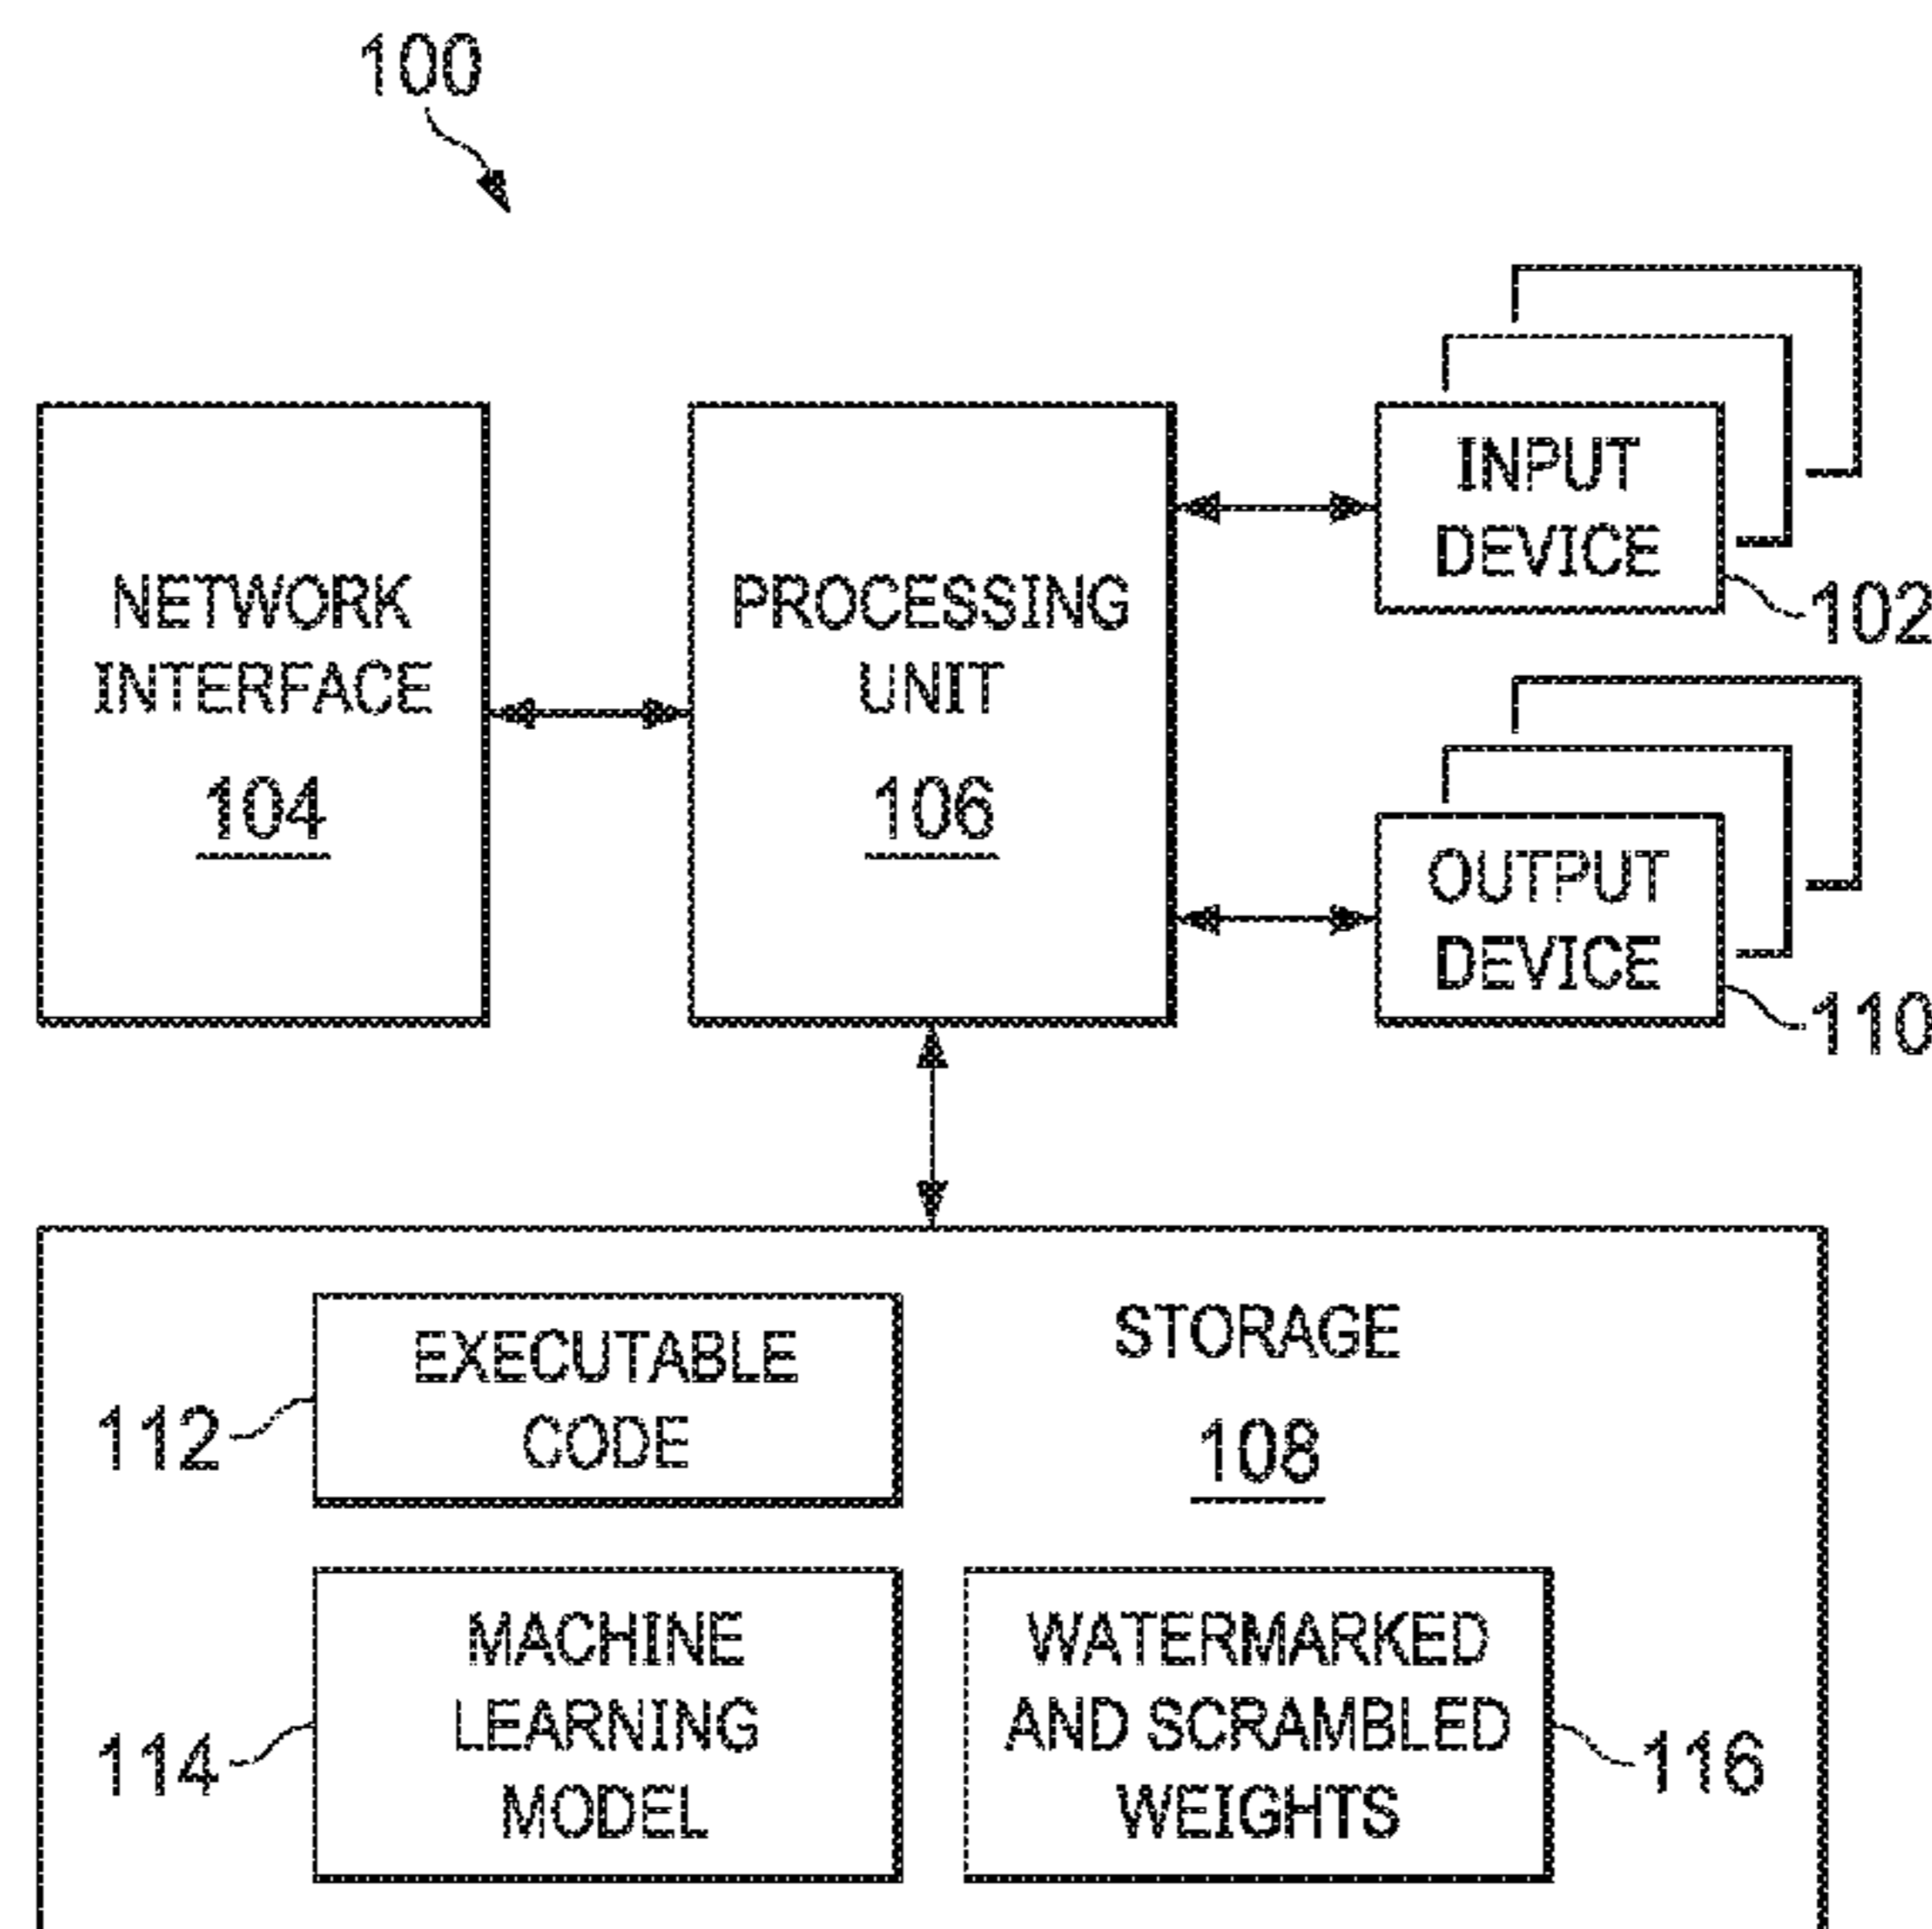 100
NETWORK
INTERFACE
104
PROCESSING
UNIT
106
INPUT
DEVICE
102
OUTPUT
DEVICE
110
STORAGE
108
EXECUTABLE
CODE
112
MACHINE
LEARNING
MODEL
114
WATERMARKED
AND SCRAMBLED
WEIGHTS
116